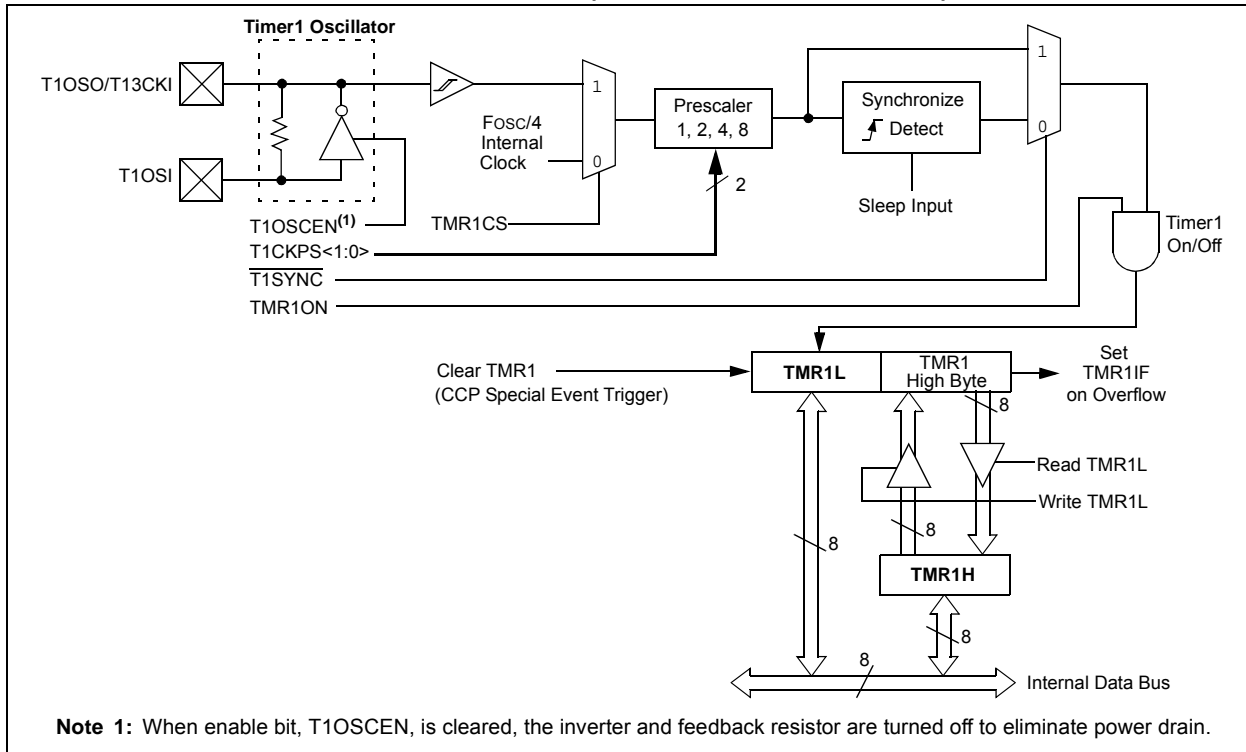 Timer1 Oscillator
T1OSO/T13CKI
T1OSI
1
0
FOSC/4
Internal
Clock
Prescaler
1, 2, 4, 8
2
Synchronize
Detect
Sleep Input
1
0
T1OSCEN(1)
TMR1CS
T1CKPS<1:0>
T1SYNC
TMR1ON
Timer1
On/Off
Clear TMR1
(CCP Special Event Trigger)
TMR1L
TMR1
High Byte
Set
TMR1IF
on Overflow
8
Read TMR1L
Write TMR1L
8
8
TMR1H
8
8
Internal Data Bus
Note 1: When enable bit, T1OSCEN, is cleared, the inverter and feedback resistor are turned off to eliminate power drain.